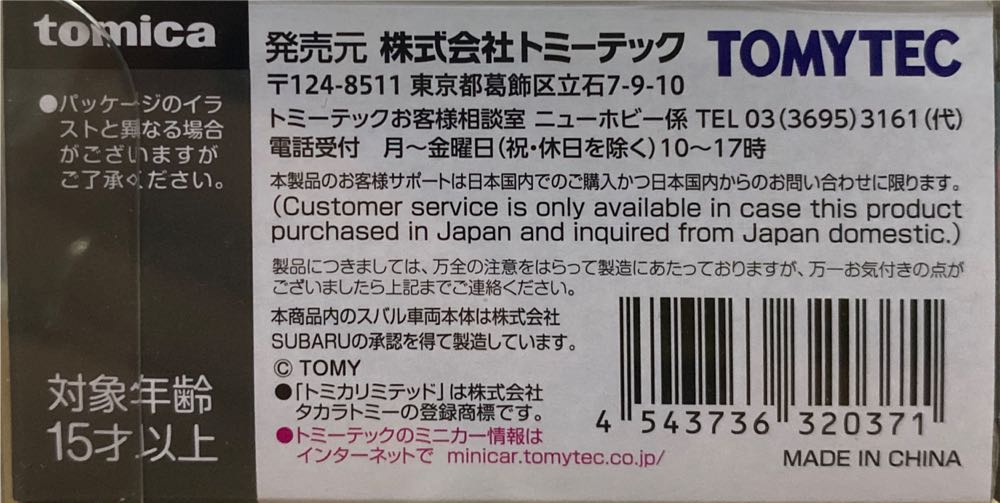 tomica
●パッケージのイラ
ストと異なる場合
がございますが
ご了承ください。
対象年齢
15才以上
発売元 株式会社トミーテック TOMYTEC
〒124-8511 東京都葛飾区立石7-9-10
トミーテックお客様相談室 ニューホビー係 TEL 03(3695)3161(代)
電話受付 月～金曜日(祝・休日を除く)10～17時
本製品のお客様サポートは日本国内でのご購入かつ日本国内からのお問い合わせに限ります。
(Customer service is only available in case this product
purchased in Japan and inquired from Japan domestic.)
製品につきましては、万全の注意をはらって製造にあたっておりますが、万一お気付きの点が
ございましたら上記までご連絡ください。
本商品内のスバル車両本体は株式会社
SUBARUの承認を得て製造しています。
© TOMY
●「トミカリミテッド」は株式会社
タカラトミーの登録商標です。
●トミーテックのミニカー情報は
インターネットで minicar.tomytec.co.jp/
4 543736 320371
MADE IN CHINA